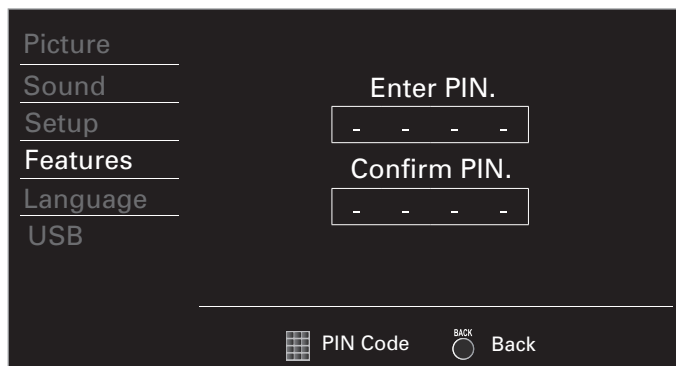 Picture
Sound
Setup
Features
Language
USB
Enter PIN.
- - - -
Confirm PIN.
- - - -
PIN Code
BACK Back